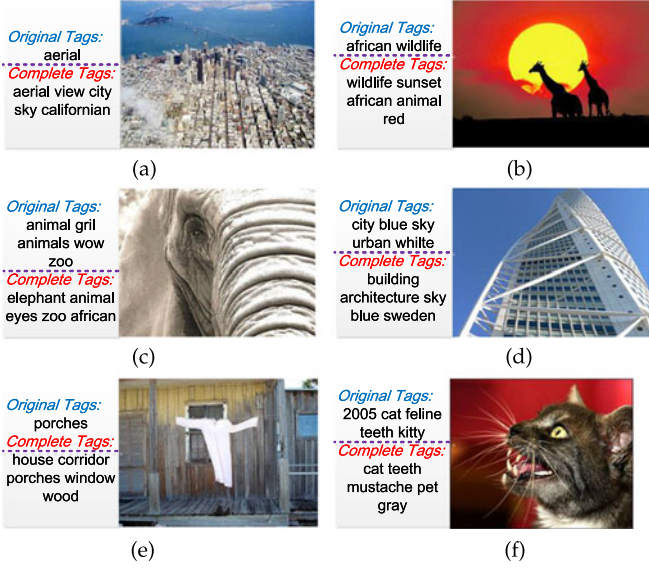 Original Tags:
aerial
Complete Tags:
aerial view city
sky californian
(a)
Original Tags:
african wildlife
Complete Tags:
wildlife sunset
african animal
red
(b)
Original Tags:
animal gril
animals wow
zoo
Complete Tags:
elephant animal
eyes zoo african
(c)
Original Tags:
city blue sky
urban whilte
Complete Tags:
building
architecture sky
blue sweden
(d)
Original Tags:
porches
Complete Tags:
house corridor
porches window
wood
(e)
Original Tags:
2005 cat feline
teeth kitty
Complete Tags:
cat teeth
mustache pet
gray
(f)